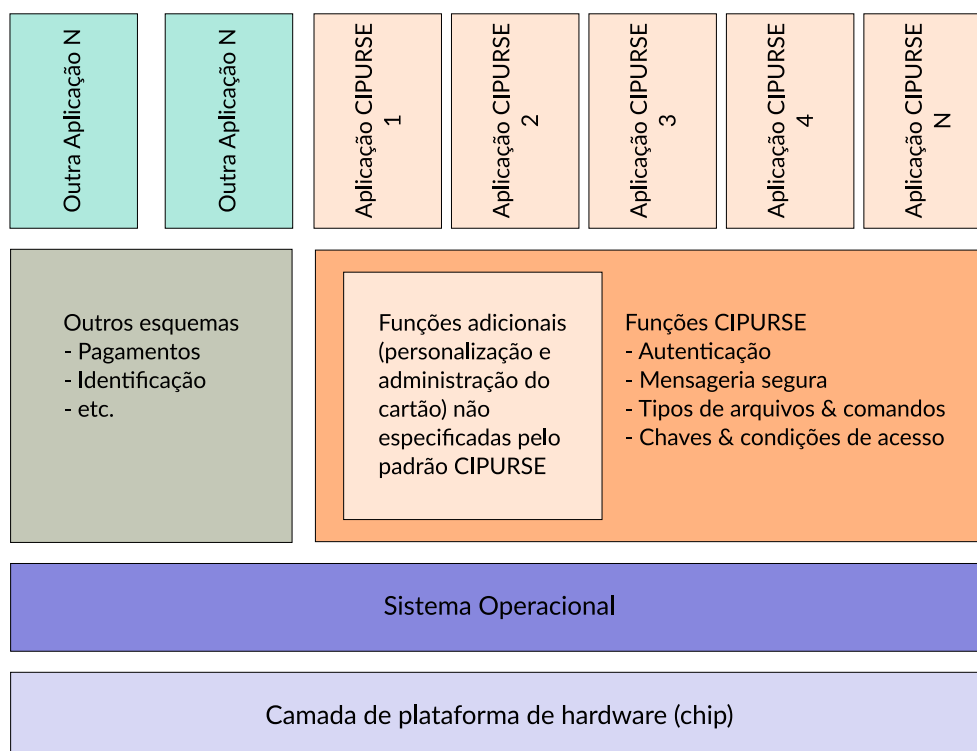 Outra Aplicação N
Outra Aplicação N
Aplicação CIPURSE
1
Aplicação CIPURSE
2
Aplicação CIPURSE
3
Aplicação CIPURSE
4
Aplicação CIPURSE
N
Outros esquemas
- Pagamentos
- Identificação
- etc.
Funções adicionais
(personalização e
administração do
cartão) não
especificadas pelo
padrão CIPURSE
Funções CIPURSE
- Autenticação
- Mensageria segura
- Tipos de arquivos & comandos
- Chaves & condições de acesso
Sistema Operacional
Camada de plataforma de hardware (chip)